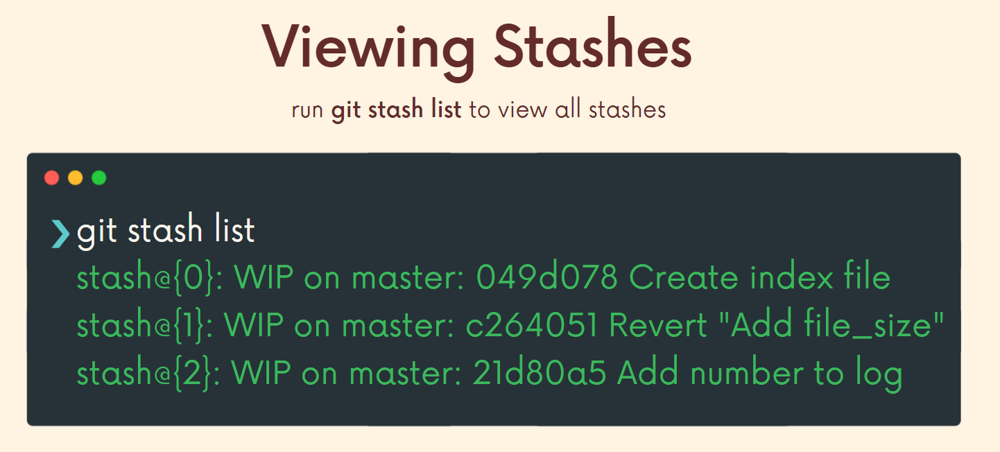 Viewing Stashes
run git stash list to view all stashes
❯ git stash list
stash@{0}: WIP on master: 049d078 Create index file
stash@{1}: WIP on master: c264051 Revert "Add file_size"
stash@{2}: WIP on master: 21d80a5 Add number to log